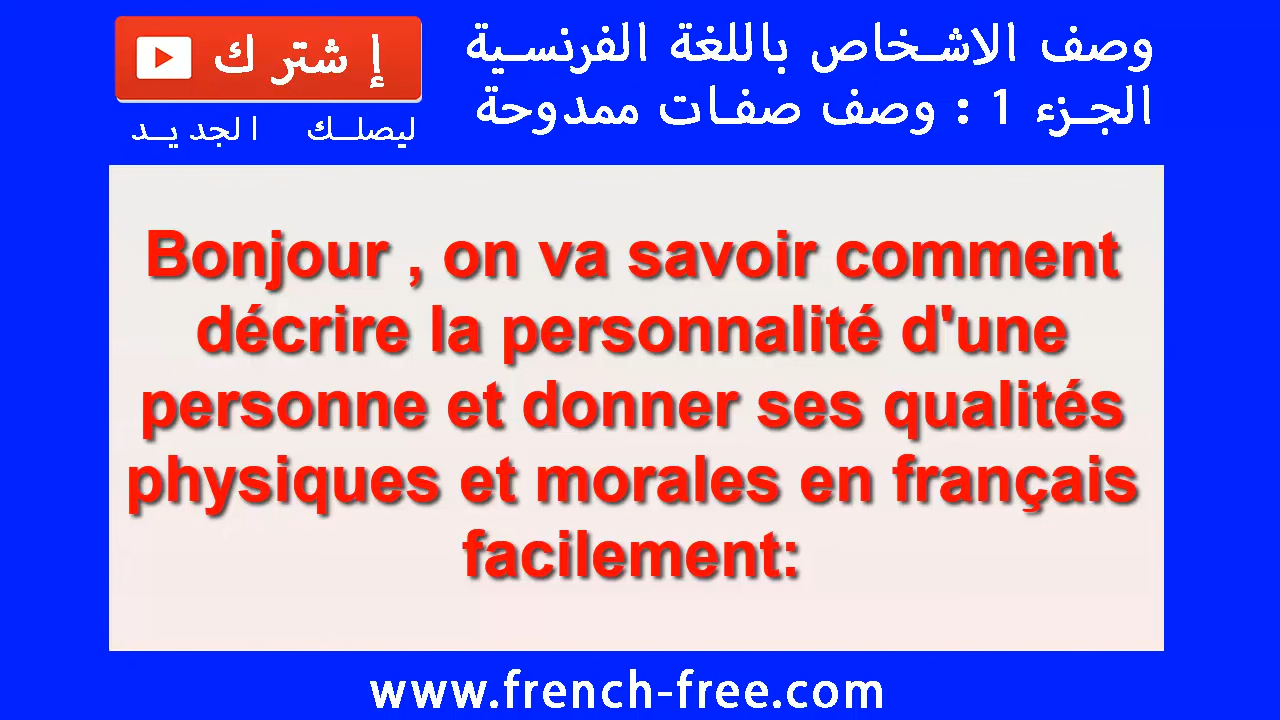 وصف الاشخاص باللغة الفرنسية
الجزء 1 : وصف صفات ممدوحة
إشترك
ليصلك الجديد
Bonjour , on va savoir comment
décrire la personnalité d'une
personne et donner ses qualités
physiques et morales en français
facilement:
www.french-free.com